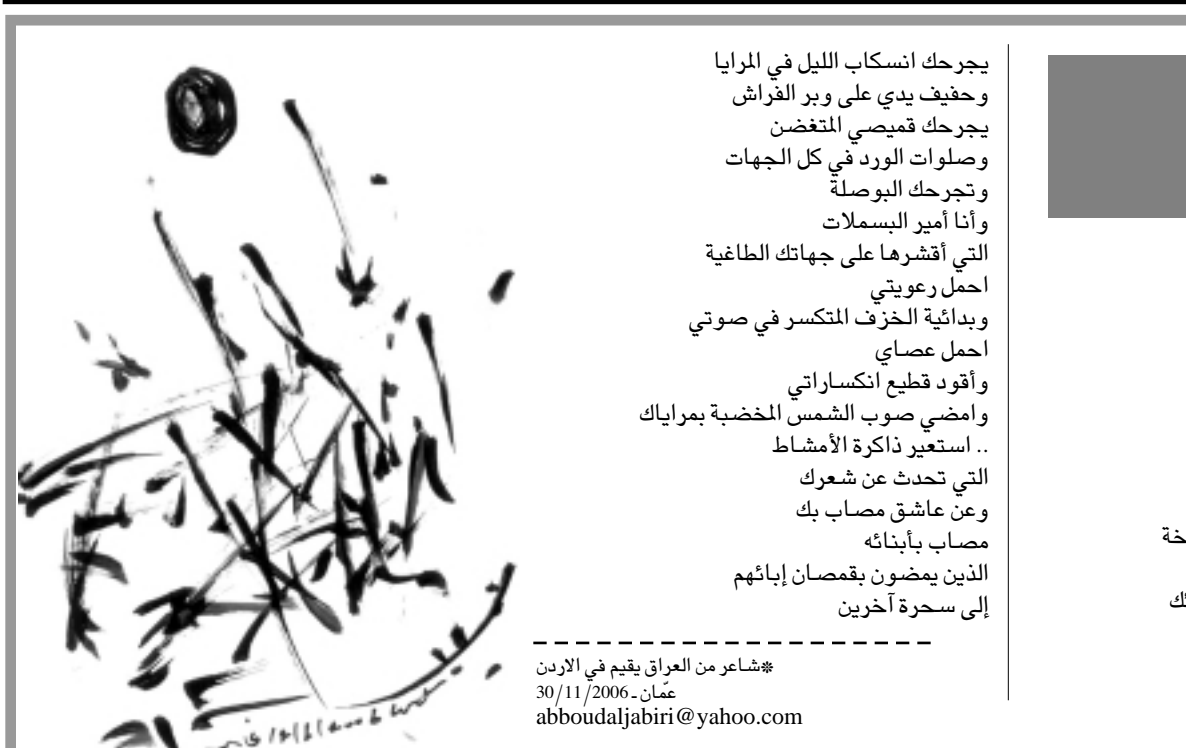 يجرحك انسكاب الليل في المرايا
وحفيف يدي على وبر الفراش
يجرحك قميصي المتغضن
وصلوات الورد في كل الجهات
وتجرحك البوصلة
وأنا أمير البسملات
التي أقشرها على جهاتك الطاغية
احمل رعويتي
وبدائية الخزف المتكسر في صوتي
احمل عصاي
وأقود قطيع انكساراتي
وامضي صوب الشمس المخضبة بمراياك
.. استعير ذاكرة الأمشاط
التي تحدث عن شعرك
وعن عاشق مصاب بك
مصاب بأبنائه
الذين يمضون بقمصان إبائهم
إلى سحرة آخرين
*شاعر من العراق يقيم في الاردن
عمّان ـ 30/11/2006
abboudaljabiri@yahoo.com